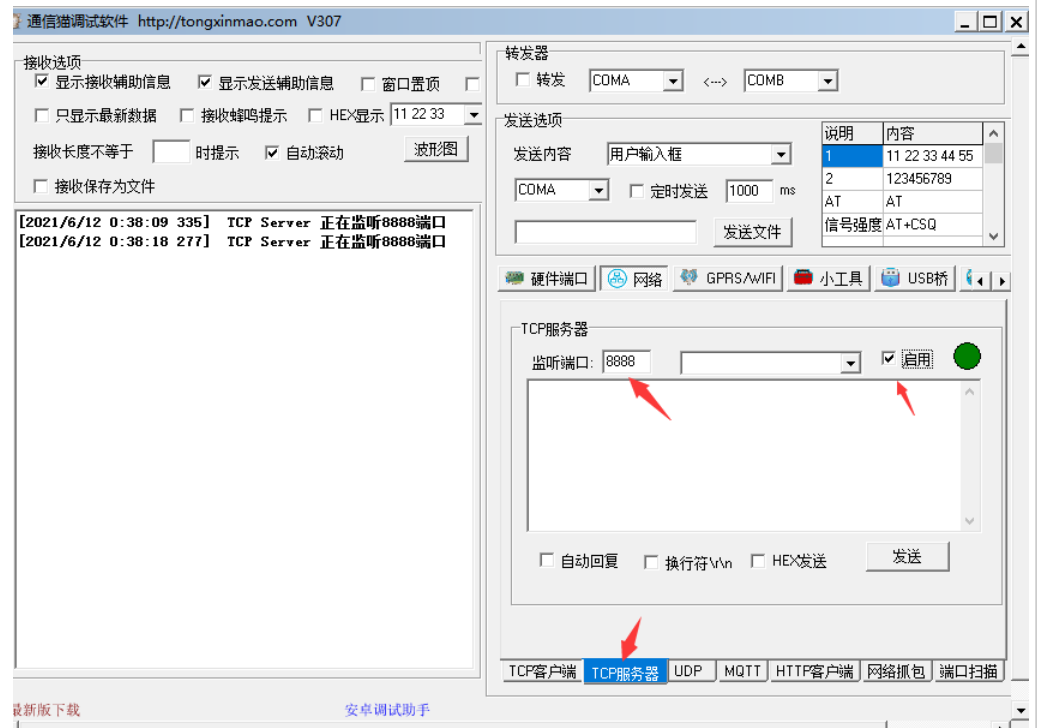 通信猫调试软件 http://tongxinmao.com V307
接收选项
显示接收辅助信息 显示发送辅助信息 窗口置顶
只显示最新数据 接收蜂鸣提示 HEX显示 11 22 33
接收长度不等于 时提示 自动滚动 波形图
接收保存为文件
[2021/6/12 0:38:09 335] TCP Server 正在监听8888端口
[2021/6/12 0:38:18 277] TCP Server 正在监听8888端口
转发器
转发 COMA <---> COMB
发送选项
发送内容 用户输入框
COMA 定时发送 1000 ms
发送文件
说明 内容
1 11 22 33 44 55
2 123456789
AT AT
信号强度 AT+CSQ
硬件端口 网络 GPRS/WIFI 小工具 USB桥
TCP服务器
监听端口: 8888 启用
自动回复 换行符\r\n HEX发送 发送
TCP客户端 TCP服务器 UDP MQTT HTTP客户端 网络抓包 端口扫描
最新版下载 安卓调试助手